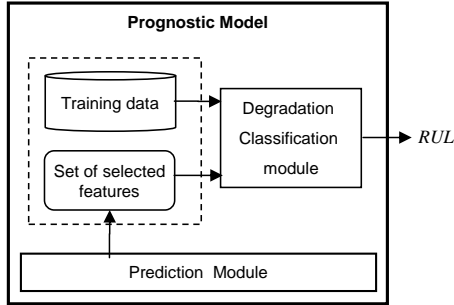 Prognostic Model
Training data
Set of selected
features
Degradation
Classification
module
RUL
Prediction Module